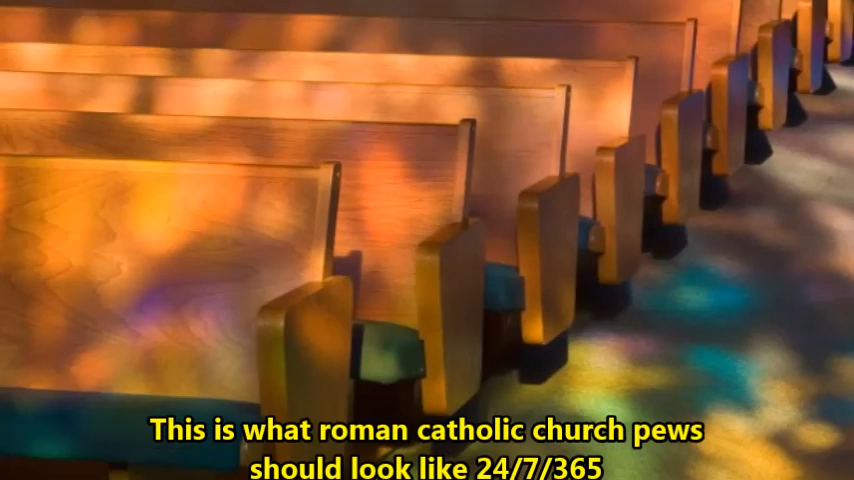 This is what roman catholic church pews
should look like 24/7/365